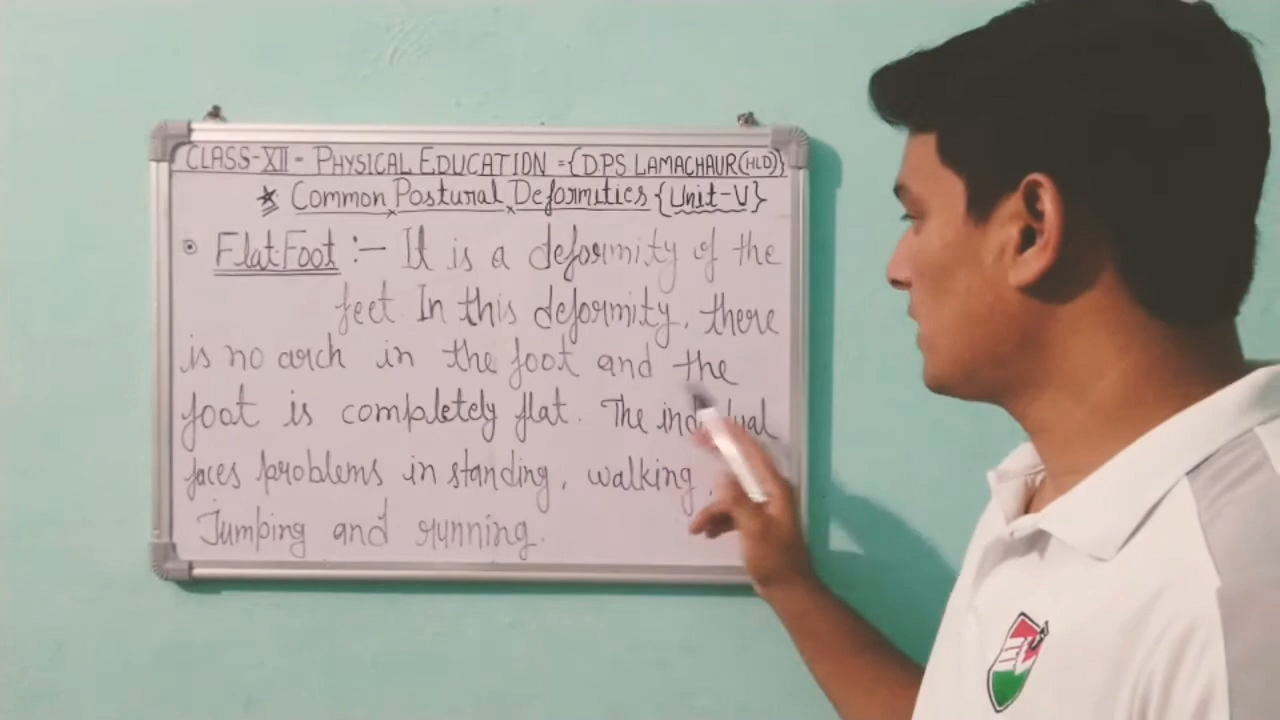 CLASS-XII - PHYSICAL EDUCATION = {D.P.S LAMACHAUR(HLD)}
* Common Postural Deformities {Unit-V}
Flat Foot :- It is a deformity of the
feet. In this deformity, there
is no arch in the foot and the
foot is completely flat. The
faces problems in standing, walking,
Jumping and running.